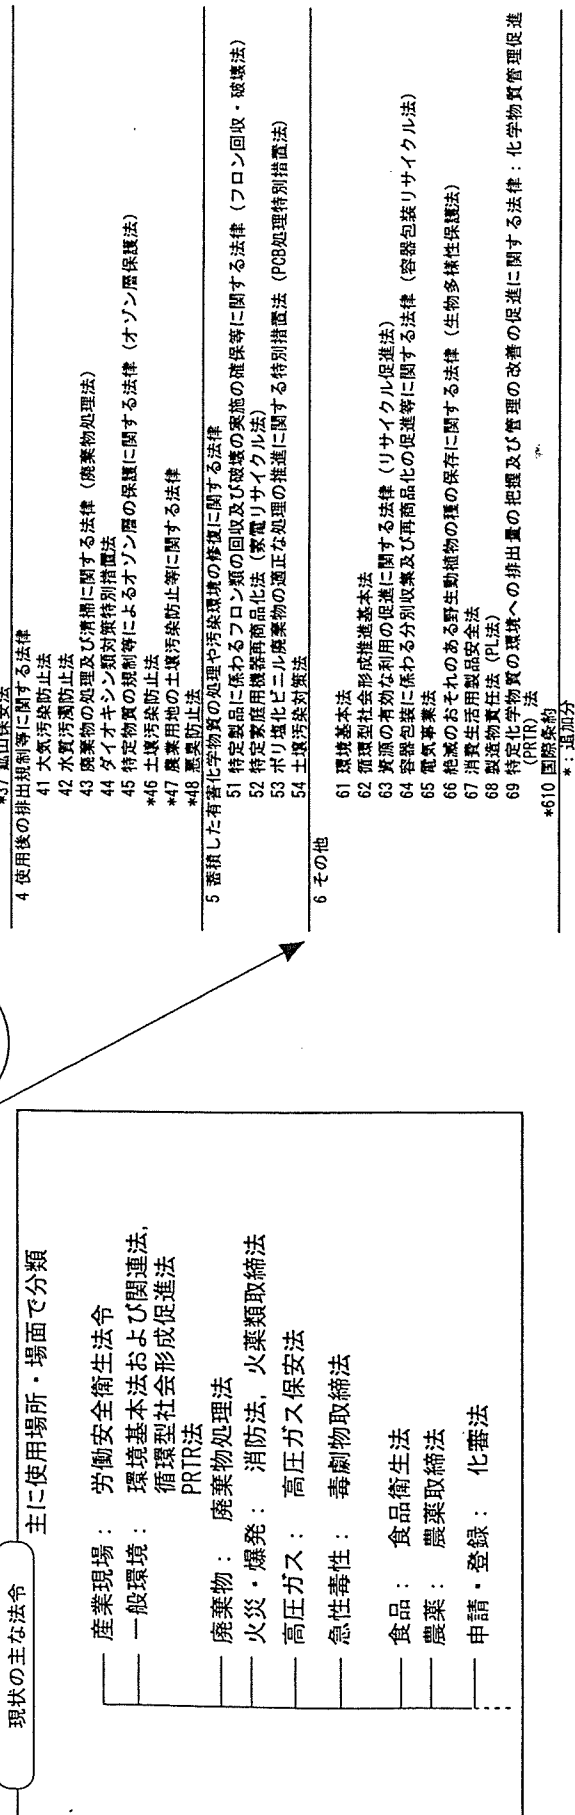 現状の主な法令
主に使用場所・場面で分類
産業現場： 労働安全衛生法令
一般環境： 環境基本法および関連法，
循環型社会形成促進法
PRTR法
廃棄物： 廃棄物処理法
火災・爆発： 消防法，火薬類取締法
高圧ガス： 高圧ガス保安法
急性毒性： 毒劇物取締法
食品： 食品衛生法
農薬： 農薬取締法
申請・登録： 化審法
*37 鉱山保安法
4 使用後の排出規制等に関する法律
41 大気汚染防止法
42 水質汚濁防止法
43 廃棄物の処理及び清掃に関する法律（廃棄物処理法）
44 ダイオキシン類対策特別措置法
45 特定物質の規制等によるオゾン層の保護に関する法律（オゾン層保護法）
*46 土壌汚染防止法
*47 農業用地の土壌汚染防止等に関する法律
*48 悪臭防止法
5 蓄積した有害化学物質の処理や汚染環境の修復に関する法律
51 特定製品に係わるフロン類の回収及び破壊の実施の確保等に関する法律（フロン回収・破壊法）
52 特定家庭用機器再商品化法（家電リサイクル法）
53 ポリ塩化ビニル廃棄物の適正な処理の推進に関する特別措置法（PCB処理特別措置法）
54 土壌汚染対策法
6 その他
61 環境基本法
62 循環型社会形成推進基本法
63 資源の有効な利用の促進に関する法律（リサイクル促進法）
64 容器包装に係わる分別収集及び再商品化の促進等に関する法律（容器包装リサイクル法）
65 電気事業法
66 絶滅のおそれのある野生動植物の種の保存に関する法律（生物多様性保護法）
67 消費生活用製品安全法
68 製造物責任法（PL法）
69 特定化学物質の環境への排出量の把握及び管理の改善の促進に関する法律：化学物質管理促進
（PRTR）法
*610 国際条約
*：追加分